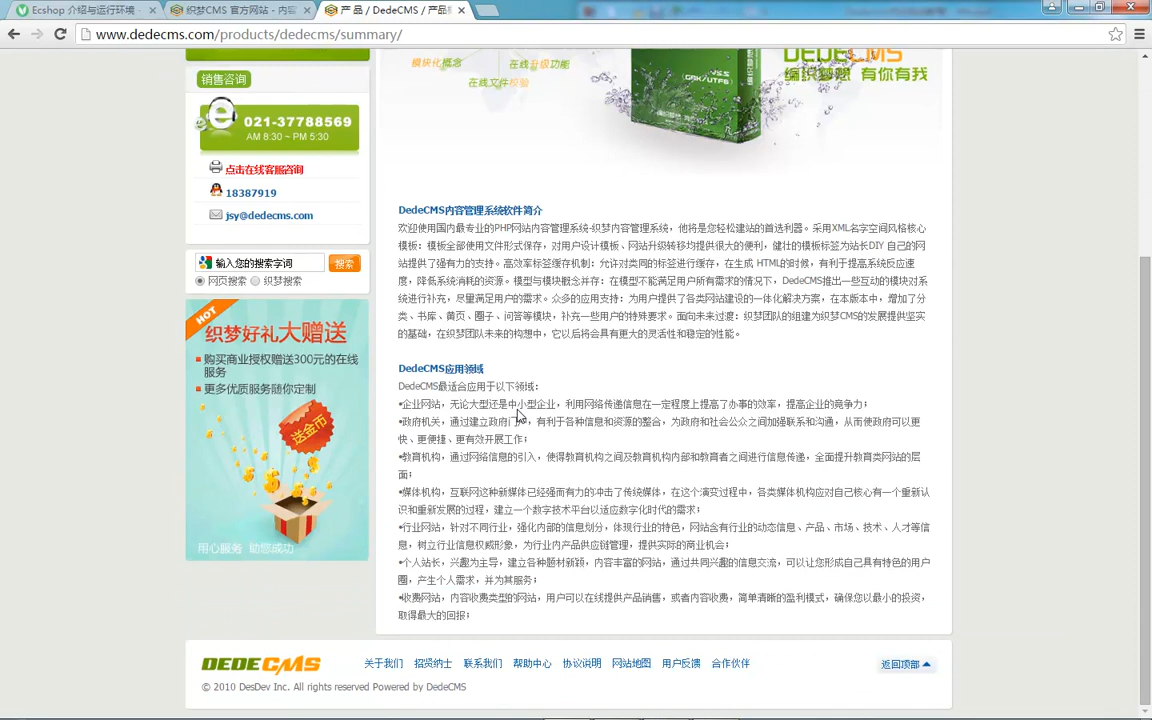 Ecshop 介绍与运行环境 -
织梦CMS 官方网站 - 内容
产 品 / DedeCMS / 产品
www.dedecms.com/products/dedecms/summary/
销售咨询
021-37788569
AM 8:30 ~ PM 5:30
点击在线客服咨询
18387919
jsy@dedecms.com
输入您的搜索字词
搜索
网页搜索 织梦搜索
HOT
织梦好礼大赠送
购买商业授权赠送300元的在线
服务
更多优质服务随你定制
送金币
用心服务 助您成功
模块化概念
在线升级功能
在线文件校验
V5.5
(GBK/UTF8)
DEDECMS
编织梦想 有你有我
DedeCMS内容管理系统软件简介
欢迎使用国内最专业的PHP网站内容管理系统-织梦内容管理系统，他将是您轻松建站的首选利器。采用XML名字空间风格核心
模板：模板全部使用文件形式保存，对用户设计模板、网站升级转移均提供很大的便利，健壮的模板标签为站长DIY 自己的网
站提供了强有力的支持。高效率标签缓存机制：允许对类同的标签进行缓存，在生成 HTML的时候，有利于提高系统反应速
度，降低系统消耗的资源。模型与模块概念并存：在模型不能满足用户所有需求的情况下，DedeCMS推出一些互动的模块对系
统进行补充，尽量满足用户的需求。众多的应用支持：为用户提供了各类网站建设的一体化解决方案，在本版本中，增加了分
类、书库、黄页、圈子、问答等模块，补充一些用户的特殊要求。面向未来过渡：织梦团队的组建为织梦CMS的发展提供坚实
的基础，在织梦团队未来的构想中，它以后将会具有更大的灵活性和稳定的性能。
DedeCMS应用领域
DedeCMS最适合应用于以下领域：
•企业网站，无论大型还是中小型企业，利用网络传递信息在一定程度上提高了办事的效率，提高企业的竞争力；
•政府机关，通过建立政府门户，有利于各种信息和资源的整合，为政府和社会公众之间加强联系和沟通，从而使政府可以更
快、更便捷、更有效开展工作；
•教育机构，通过网络信息的引入，使得教育机构之间及教育机构内部和教育者之间进行信息传递，全面提升教育类网站的层
面；
•媒体机构，互联网这种新媒体已经强而有力的冲击了传统媒体，在这个演变过程中，各类媒体机构应对自己核心有一个重新认
识和重新发展的过程，建立一个数字技术平台以适应数字化时代的需求；
•行业网站，针对不同行业，强化内部的信息划分，体现行业的特色，网站含有行业的动态信息、产品、市场、技术、人才等信
息，树立行业信息权威形象，为行业内产品供应链管理，提供实际的商业机会；
•个人站长，兴趣为主导，建立各种题材新颖，内容丰富的网站，通过共同兴趣的信息交流，可以让您形成自己具有特色的用户
圈，产生个人需求，并为其服务；
•收费网站，内容收费类型的网站，用户可以在线提供产品销售，或者内容收费，简单清晰的盈利模式，确保您以最小的投资，
取得最大的回报；
DEDECMS
关于我们 招贤纳士 联系我们 帮助中心 协议说明 网站地图 用户反馈 合作伙伴
返回顶部
© 2010 DesDev Inc. All rights reserved Powered by DedeCMS